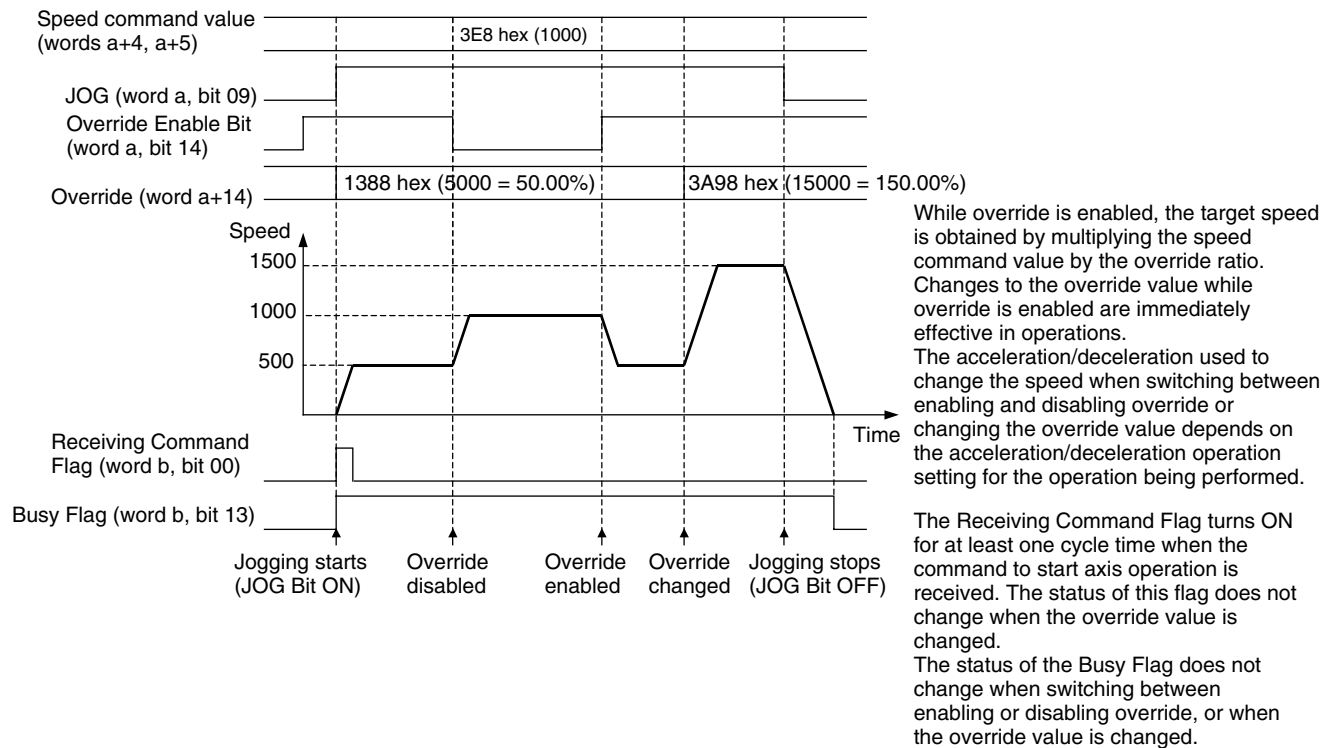 Speed command value
(words a+4, a+5)
3E8 hex (1000)
JOG (word a, bit 09)
Override Enable Bit
(word a, bit 14)
Override (word a+14)
1388 hex (5000 = 50.00%)
3A98 hex (15000 = 150.00%)
Speed
1500
1000
500
Time
Receiving Command
Flag (word b, bit 00)
Busy Flag (word b, bit 13)
Jogging starts
(JOG Bit ON)
Override
disabled
Override
enabled
Override
changed
Jogging stops
(JOG Bit OFF)
While override is enabled, the target speed
is obtained by multiplying the speed
command value by the override ratio.
Changes to the override value while
override is enabled are immediately
effective in operations.
The acceleration/deceleration used to
change the speed when switching between
enabling and disabling override or
changing the override value depends on
the acceleration/deceleration operation
setting for the operation being performed.
The Receiving Command Flag turns ON
for at least one cycle time when the
command to start axis operation is
received. The status of this flag does not
change when the override value is
changed.
The status of the Busy Flag does not
change when switching between
enabling or disabling override, or when
the override value is changed.